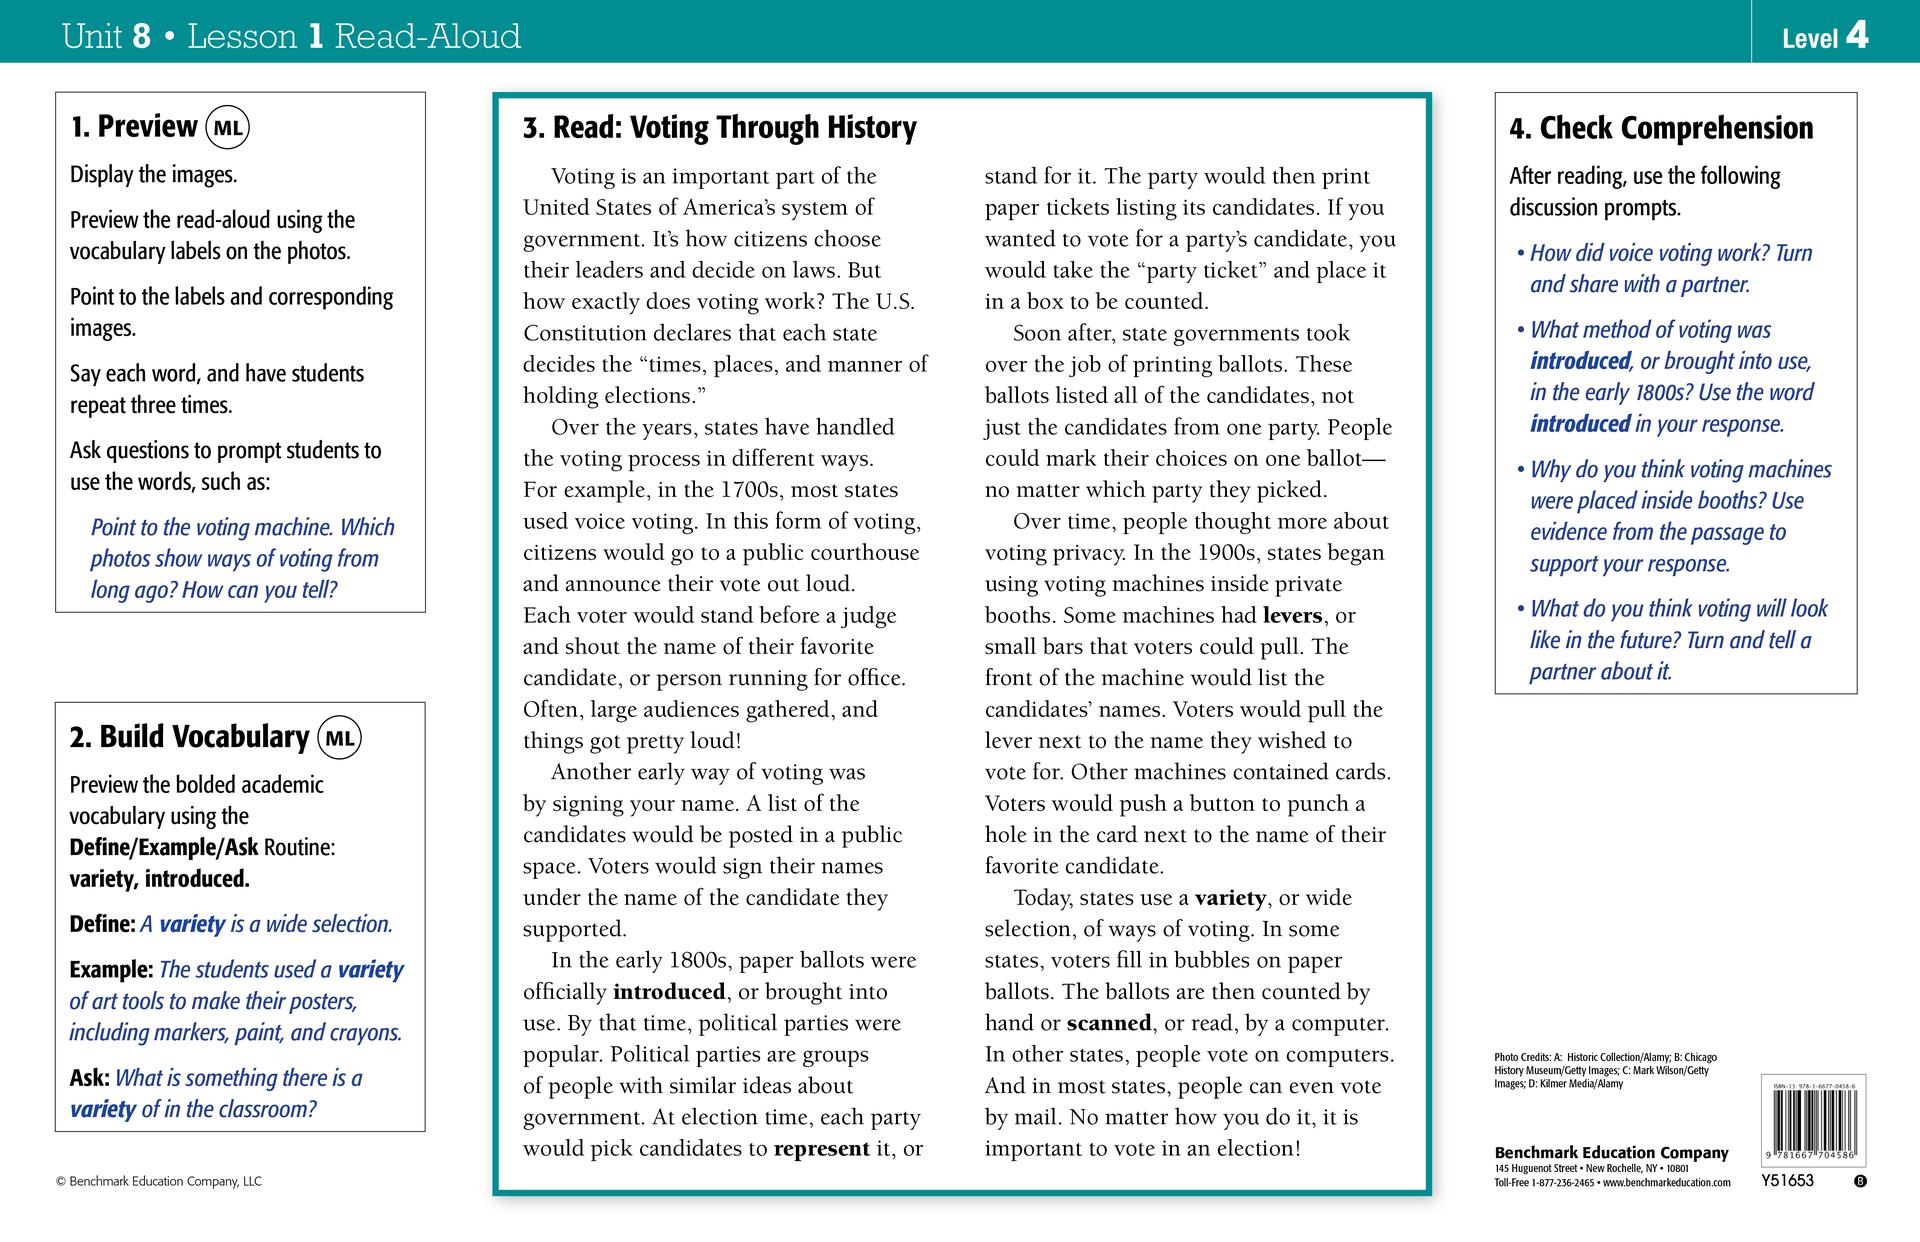 Unit 8 • Lesson 1 Read-Aloud
Level 4
1. Preview ML
Display the images.
Preview the read-aloud using the
vocabulary labels on the photos.
Point to the labels and corresponding
images.
Say each word, and have students
repeat three times.
Ask questions to prompt students to
use the words, such as:
Point to the voting machine. Which
photos show ways of voting from
long ago? How can you tell?
2. Build Vocabulary ML
Preview the bolded academic
vocabulary using the
Define/Example/Ask Routine:
variety, introduced.
Define: A variety is a wide selection.
Example: The students used a variety
of art tools to make their posters,
including markers, paint, and crayons.
Ask: What is something there is a
variety of in the classroom?
© Benchmark Education Company, LLC
3. Read: Voting Through History
Voting is an important part of the
United States of America's system of
government. It's how citizens choose
their leaders and decide on laws. But
how exactly does voting work? The U.S.
Constitution declares that each state
decides the “times, places, and manner of
holding elections.”
Over the years, states have handled
the voting process in different ways.
For example, in the 1700s, most states
used voice voting. In this form of voting,
citizens would go to a public courthouse
and announce their vote out loud.
Each voter would stand before a judge
and shout the name of their favorite
candidate, or person running for office.
Often, large audiences gathered, and
things got pretty loud!
Another early way of voting was
by signing your name. A list of the
candidates would be posted in a public
space. Voters would sign their names
under the name of the candidate they
supported.
In the early 1800s, paper ballots were
officially introduced, or brought into
use. By that time, political parties were
popular. Political parties are groups
of people with similar ideas about
government. At election time, each party
would pick candidates to represent it, or
stand for it. The party would then print
paper tickets listing its candidates. If you
wanted to vote for a party's candidate, you
would take the “party ticket” and place it
in a box to be counted.
Soon after, state governments took
over the job of printing ballots. These
ballots listed all of the candidates, not
just the candidates from one party. People
could mark their choices on one ballot—
no matter which party they picked.
Over time, people thought more about
voting privacy. In the 1900s, states began
using voting machines inside private
booths. Some machines had levers, or
small bars that voters could pull. The
front of the machine would list the
candidates' names. Voters would pull the
lever next to the name they wished to
vote for. Other machines contained cards.
Voters would push a button to punch a
hole in the card next to the name of their
favorite candidate.
Today, states use a variety, or wide
selection, of ways of voting. In some
states, voters fill in bubbles on paper
ballots. The ballots are then counted by
hand or scanned, or read, by a computer.
In other states, people vote on computers.
And in most states, people can even vote
by mail. No matter how you do it, it is
important to vote in an election!
4. Check Comprehension
After reading, use the following
discussion prompts.
• How did voice voting work? Turn
and share with a partner.
• What method of voting was
introduced, or brought into use,
in the early 1800s? Use the word
introduced in your response.
• Why do you think voting machines
were placed inside booths? Use
evidence from the passage to
support your response.
• What do you think voting will look
like in the future? Turn and tell a
partner about it.
Photo Credits: A: Historic Collection/Alamy; B: Chicago
History Museum/Getty Images; C: Mark Wilson/Getty
Images; D: Kilmer Media/Alamy
Benchmark Education Company
145 Huguenot Street • New Rochelle, NY • 10801
Toll-Free 1-877-236-2465 • www.benchmarkeducation.com
ISBN-13 978-1-6677-0458-6
9 781667 704586
Y51653
B